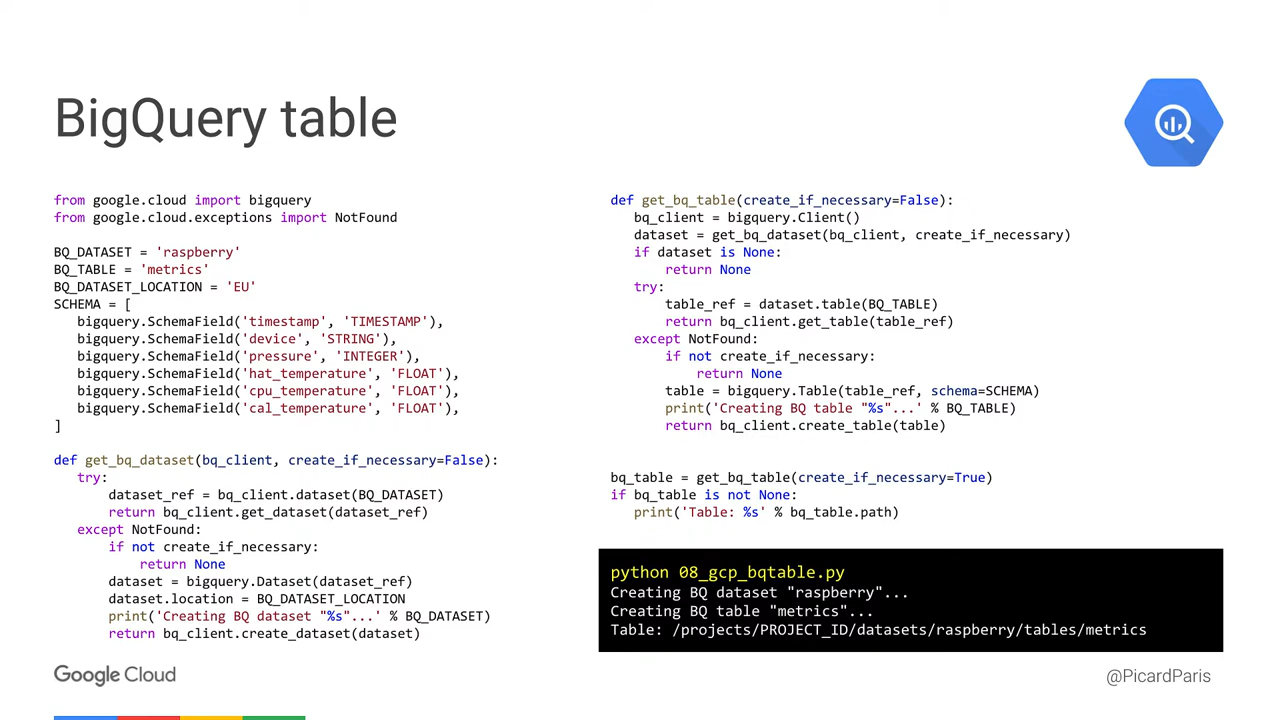 BigQuery table
from google.cloud import bigquery
from google.cloud.exceptions import NotFound
BQ_DATASET = 'raspberry'
BQ_TABLE = 'metrics'
BQ_DATASET_LOCATION = 'EU'
SCHEMA = [
    bigquery.SchemaField('timestamp', 'TIMESTAMP'),
    bigquery.SchemaField('device', 'STRING'),
    bigquery.SchemaField('pressure', 'INTEGER'),
    bigquery.SchemaField('hat_temperature', 'FLOAT'),
    bigquery.SchemaField('cpu_temperature', 'FLOAT'),
    bigquery.SchemaField('cal_temperature', 'FLOAT'),
]
def get_bq_dataset(bq_client, create_if_necessary=False):
    try:
        dataset_ref = bq_client.dataset(BQ_DATASET)
        return bq_client.get_dataset(dataset_ref)
    except NotFound:
        if not create_if_necessary:
            return None
        dataset = bigquery.Dataset(dataset_ref)
        dataset.location = BQ_DATASET_LOCATION
        print('Creating BQ dataset "%s"...' % BQ_DATASET)
        return bq_client.create_dataset(dataset)
def get_bq_table(create_if_necessary=False):
    bq_client = bigquery.Client()
    dataset = get_bq_dataset(bq_client, create_if_necessary)
    if dataset is None:
        return None
    try:
        table_ref = dataset.table(BQ_TABLE)
        return bq_client.get_table(table_ref)
    except NotFound:
        if not create_if_necessary:
            return None
        table = bigquery.Table(table_ref, schema=SCHEMA)
        print('Creating BQ table "%s"...' % BQ_TABLE)
        return bq_client.create_table(table)
bq_table = get_bq_table(create_if_necessary=True)
if bq_table is not None:
    print('Table: %s' % bq_table.path)
python 08_gcp_bqtable.py
Creating BQ dataset "raspberry"...
Creating BQ table "metrics"...
Table: /projects/PROJECT_ID/datasets/raspberry/tables/metrics
Google Cloud
@PicardParis